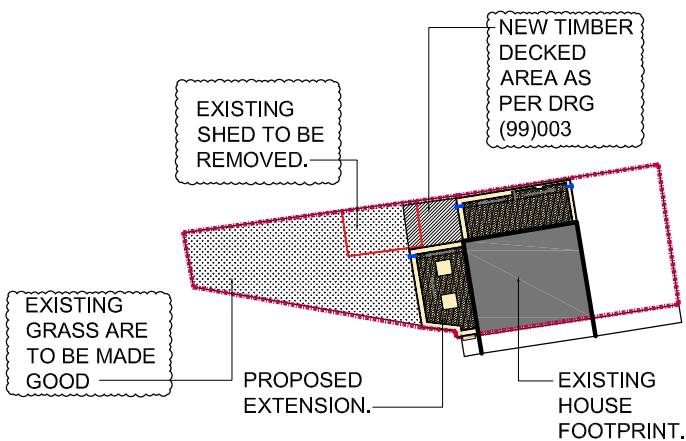 NEW TIMBER
DECKED
AREA AS
PER DRG
(99)003
EXISTING
SHED TO BE
REMOVED.
EXISTING
GRASS ARE
TO BE MADE
GOOD
PROPOSED
EXTENSION.
EXISTING
HOUSE
FOOTPRINT.